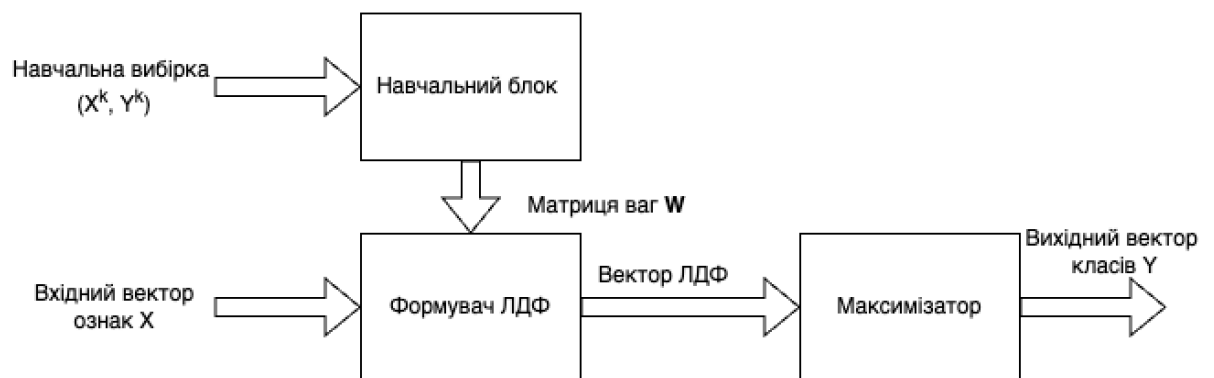 Навчальна вибірка
(X^k, Y^k)
Навчальний блок
Матриця ваг W
Вхідний вектор
ознак X
Формувач ЛДФ
Вектор ЛДФ
Максимізатор
Вихідний вектор
класів Y